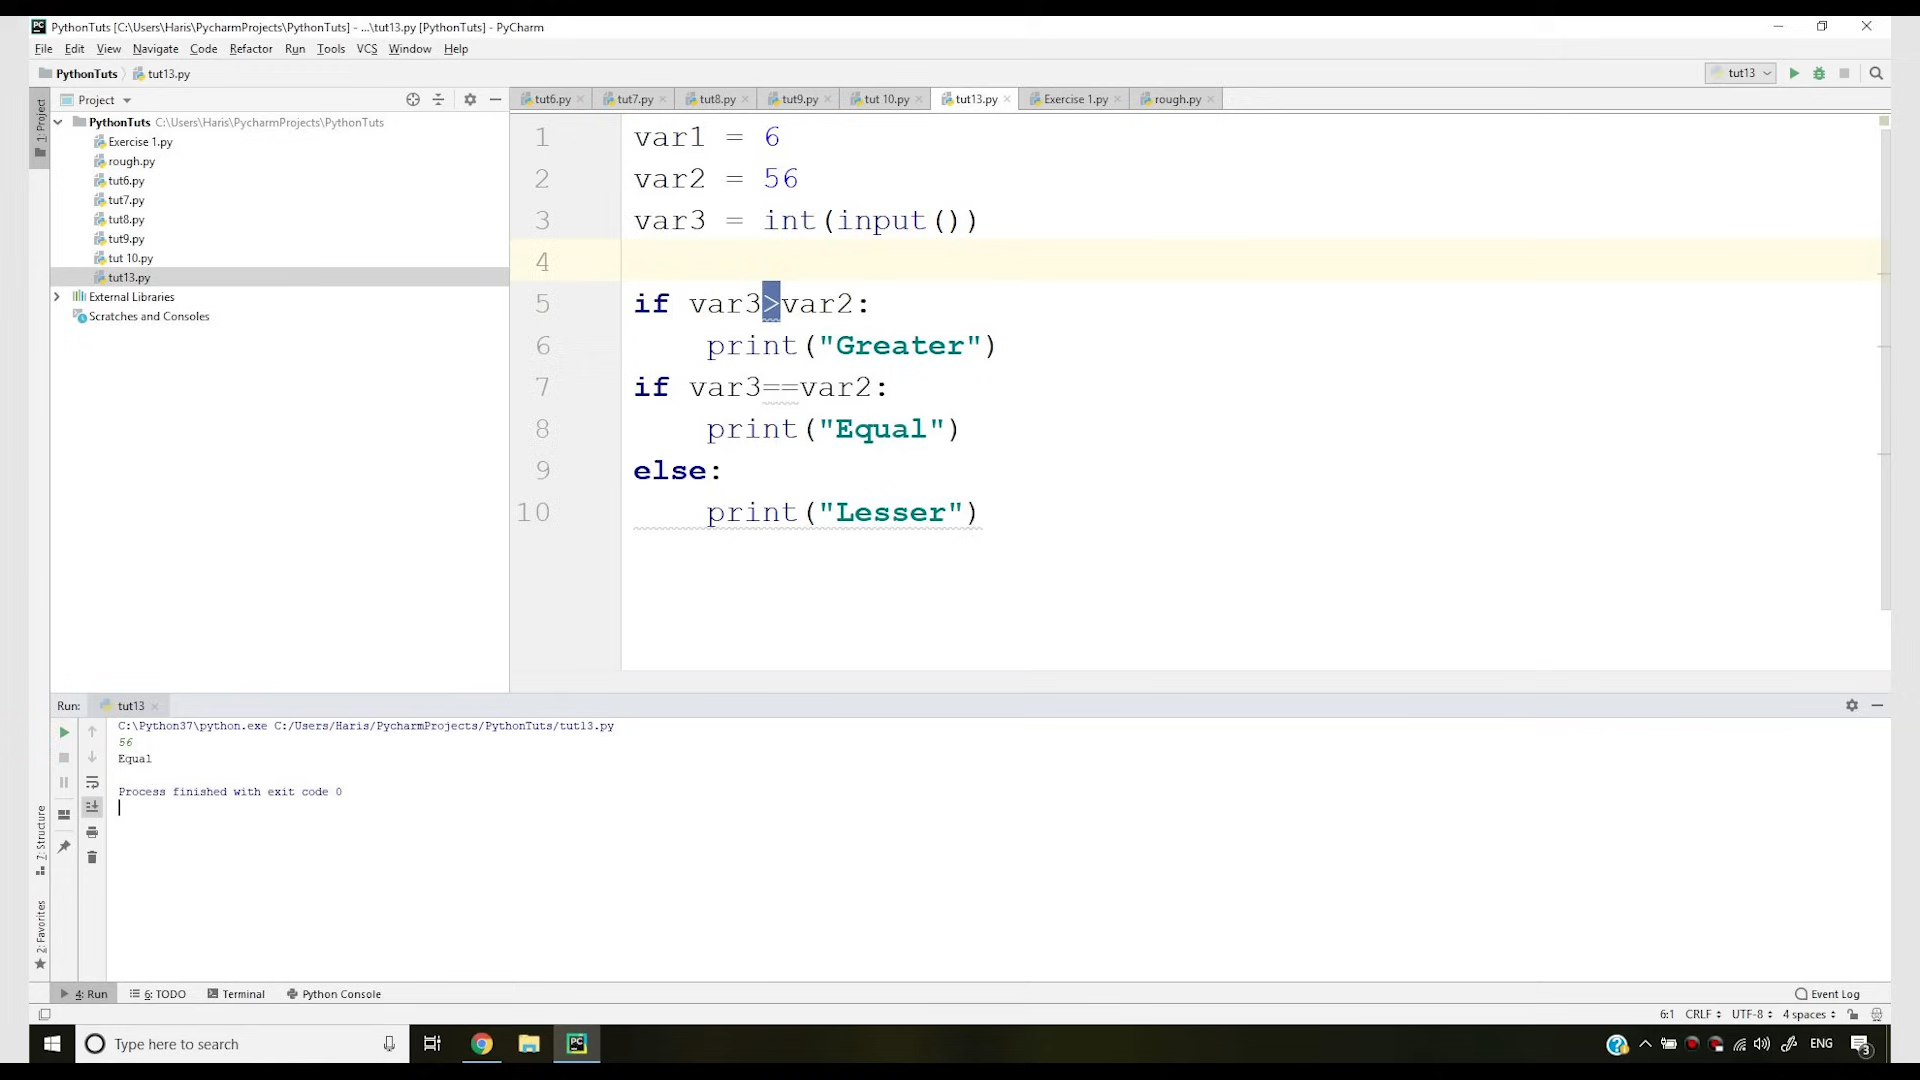 PythonTuts [C:\Users\Haris\PycharmProjects\PythonTuts] - ...\tut13.py [PythonTuts] - PyCharm
File Edit View Navigate Code Refactor Run Tools VCS Window Help
PythonTuts tut13.py tut13
Project
tut6.py tut7.py tut8.py tut9.py tut 10.py tut13.py Exercise 1.py rough.py
1: Project
PythonTuts C:\Users\Haris\PycharmProjects\PythonTuts
Exercise 1.py
rough.py
tut6.py
tut7.py
tut8.py
tut9.py
tut 10.py
tut13.py
External Libraries
Scratches and Consoles
1 var1 = 6
2 var2 = 56
3 var3 = int(input())
4
5 if var3>var2:
6 print("Greater")
7 if var3==var2:
8 print("Equal")
9 else:
10 print("Lesser")
Run: tut13
C:\Python37\python.exe C:/Users/Haris/PycharmProjects/PythonTuts/tut13.py
56
Equal
Process finished with exit code 0
7: Structure
2: Favorites
4: Run 6: TODO Terminal Python Console Event Log
6:1 CRLF UTF-8 4 spaces
PC Type here to search ENG 3